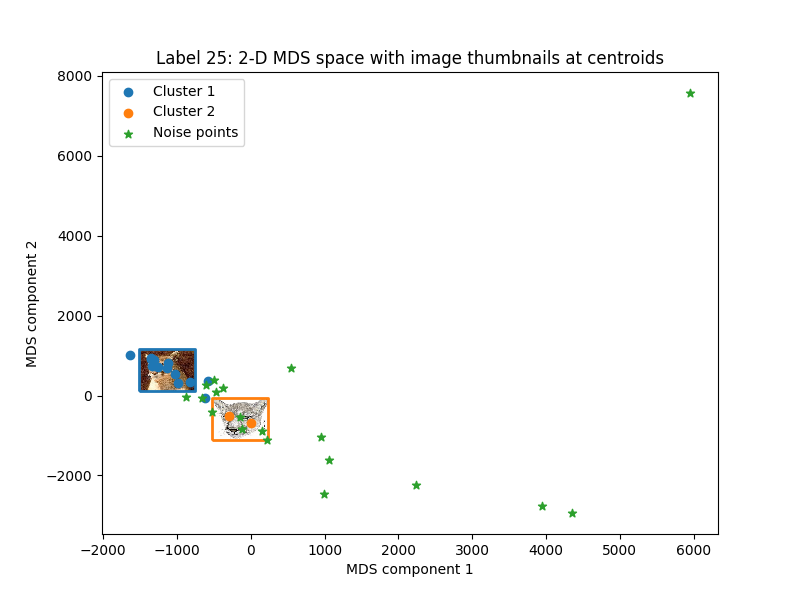 Label 25: 2-D MDS space with image thumbnails at centroids
Cluster 1
Cluster 2
Noise points
8000
6000
4000
2000
0
−2000
MDS component 2
−2000
−1000
0
1000
2000
3000
4000
5000
6000
MDS component 1